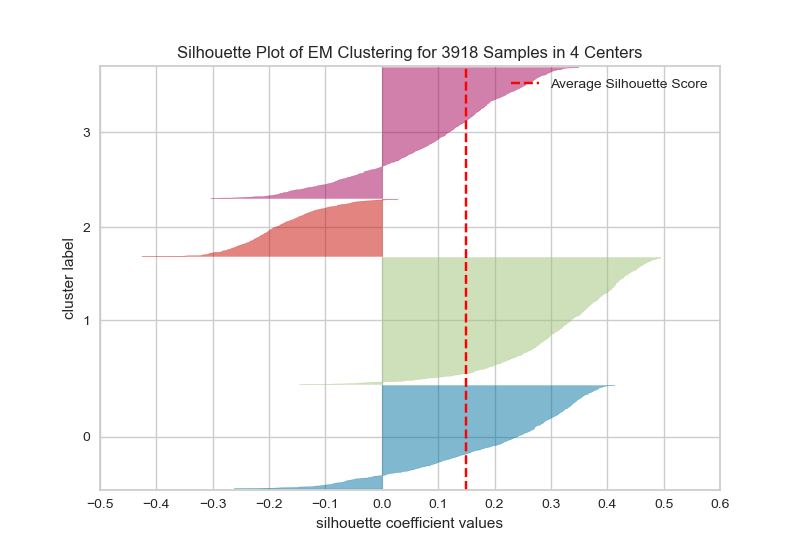 Silhouette Plot of EM Clustering for 3918 Samples in 4 Centers
Average Silhouette Score
3
2
1
0
cluster label
−0.5 −0.4 −0.3 −0.2 −0.1 0.0 0.1 0.2 0.3 0.4 0.5 0.6
silhouette coefficient values